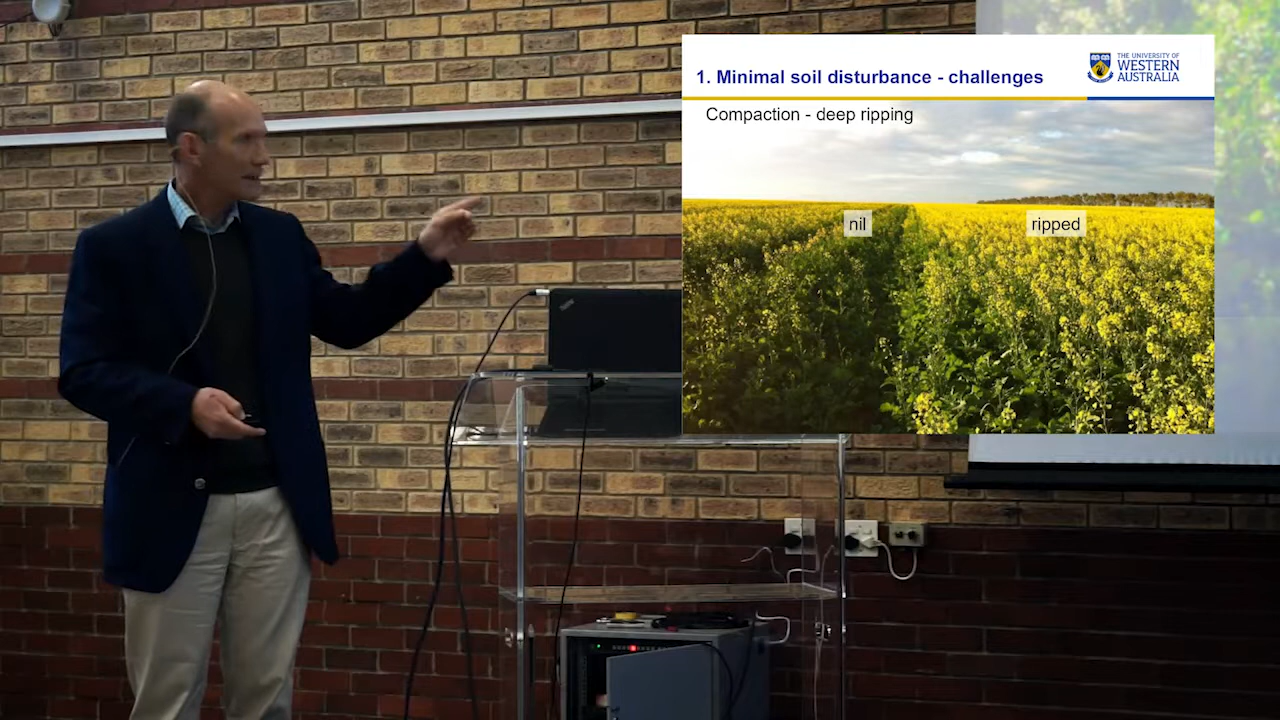 THE UNIVERSITY OF
WESTERN
AUSTRALIA
1. Minimal soil disturbance - challenges
Compaction - deep ripping
nil
ripped